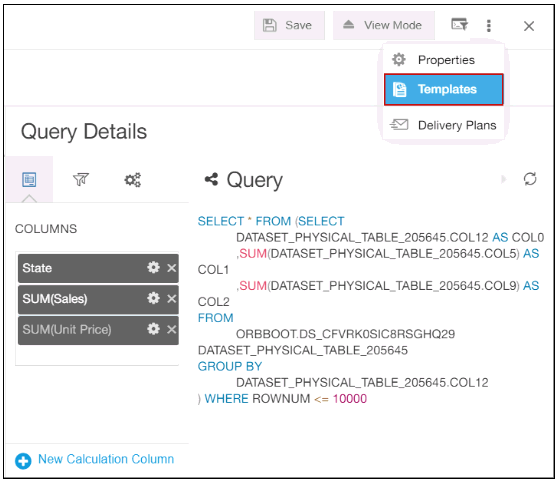 Save
View Mode
Properties
Templates
Delivery Plans
Query Details
Query
COLUMNS
State
SUM(Sales)
SUM(Unit Price)
New Calculation Column
SELECT * FROM (SELECT
DATASET_PHYSICAL_TABLE_205645.COL12 AS COL0
,SUM(DATASET_PHYSICAL_TABLE_205645.COL5) AS
COL1
,SUM(DATASET_PHYSICAL_TABLE_205645.COL9) AS
COL2
FROM
ORBBOOT.DS_CFVRK0SIC8RSGHQ29
DATASET_PHYSICAL_TABLE_205645
GROUP BY
DATASET_PHYSICAL_TABLE_205645.COL12
) WHERE ROWNUM <= 10000